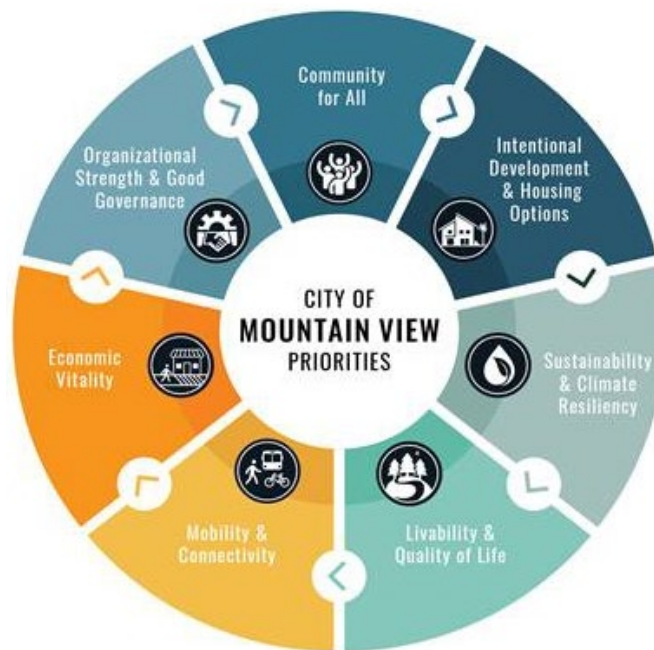 Community
for All
Intentional
Development
& Housing
Options
Sustainability
& Climate
Resiliency
Livability &
Quality of Life
Mobility &
Connectivity
Economic
Vitality
Organizational
Strength & Good
Governance
CITY OF
MOUNTAIN VIEW
PRIORITIES